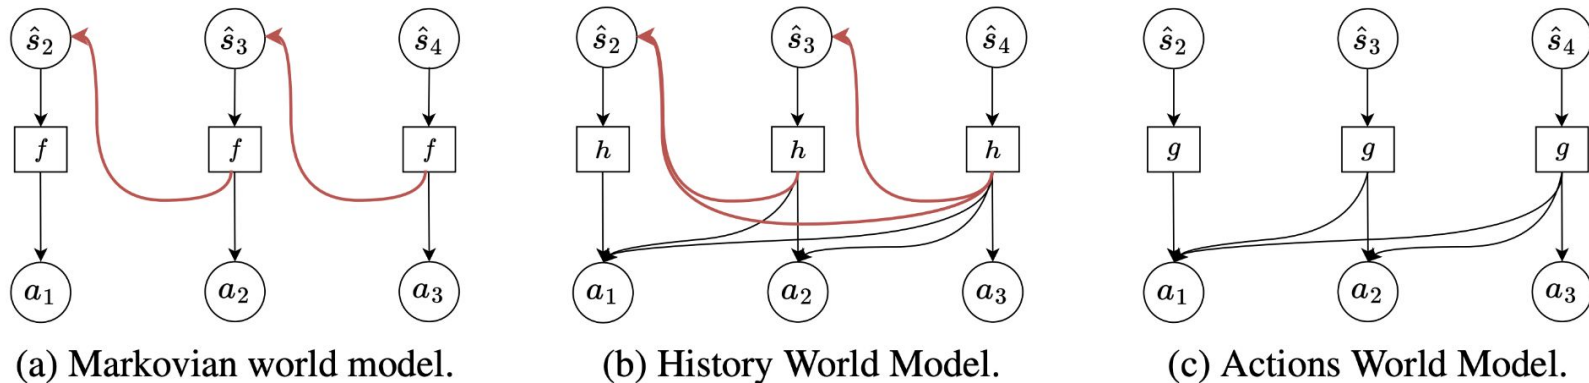 ŝ₂ ŝ₃ ŝ₄ ŝ₂ ŝ₃ ŝ₄ ŝ₂ ŝ₃ ŝ₄
f f f h h h g g g
a₁ a₂ a₃ a₁ a₂ a₃ a₁ a₂ a₃
(a) Markovian world model. (b) History World Model. (c) Actions World Model.